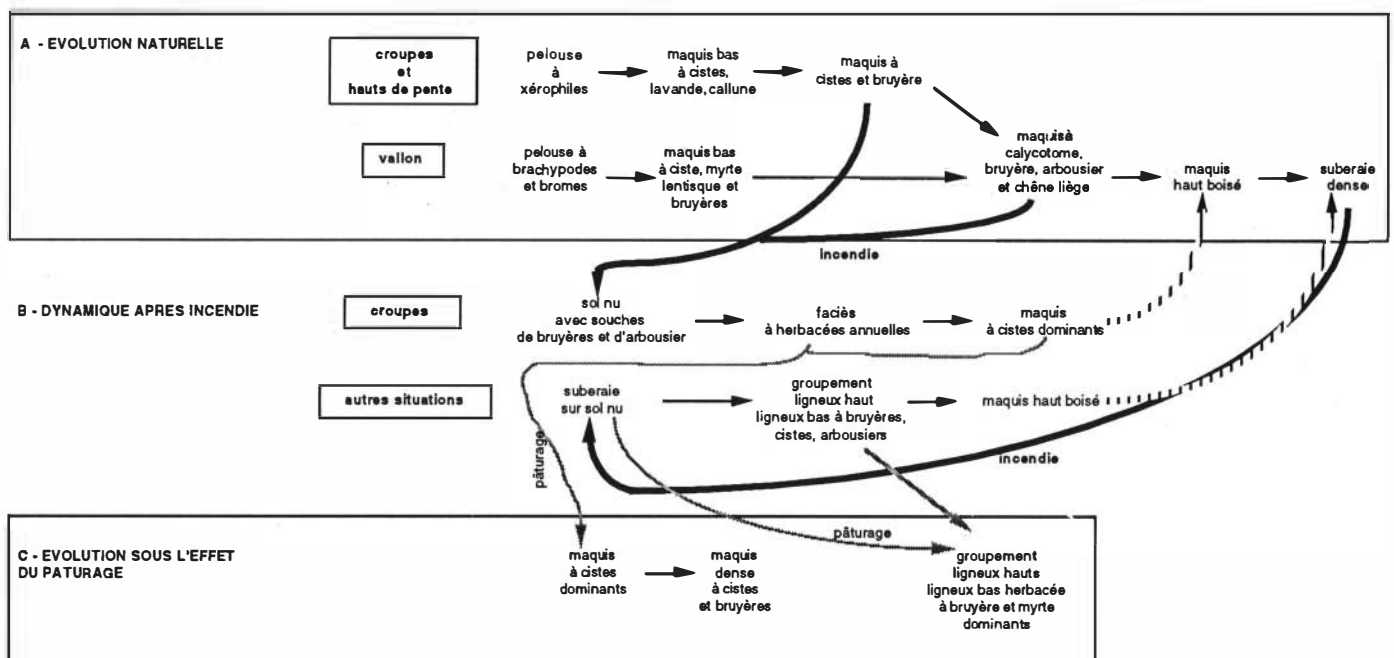 A - EVOLUTION NATURELLE
croupes
et
hauts de pente
pelouse
à
xérophiles
maquis bas
à cistes,
lavande, callune
maquis à
cistes et bruyère
vallon
pelouse à
brachypodes
et bromes
maquis bas
à ciste, myrte
lentisque et
bruyères
maquis à
calycotome,
bruyère, arbousier
et chêne liège
maquis
haut boisé
suberaie
dense
incendie
B - DYNAMIQUE APRES INCENDIE
croupes
sol nu
avec souches
de bruyères et d'arbousier
faciès
à herbacées annuelles
maquis
à cistes dominants
autres situations
suberaie
sur sol nu
groupement
ligneux haut
ligneux bas à bruyères,
cistes, arbousiers
maquis haut boisé
incendie
pâturage
pâturage
C - EVOLUTION SOUS L'EFFET
DU PATURAGE
maquis
à cistes
dominants
maquis
dense
à cistes
et bruyères
groupement
ligneux hauts
ligneux bas herbacée
à bruyère et myrte
dominants